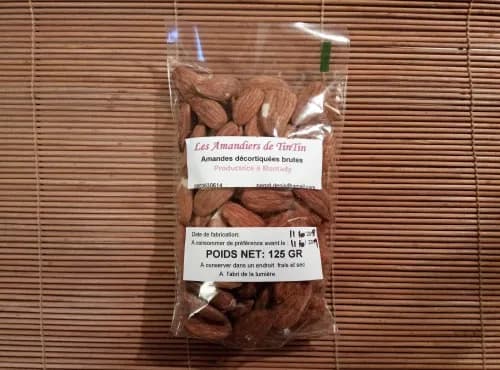 Les Amandiers de TinTin
Amandes décortiquées brutes
Productrice à Montady
Date de fabrication:
A consommer de préférence avant le :
POIDS NET: 125 GR
A conserver dans un endroit frais et sec
A l'abri de la lumière.